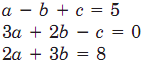 a − b + c = 5
3a + 2b − c = 0
2a + 3b = 8